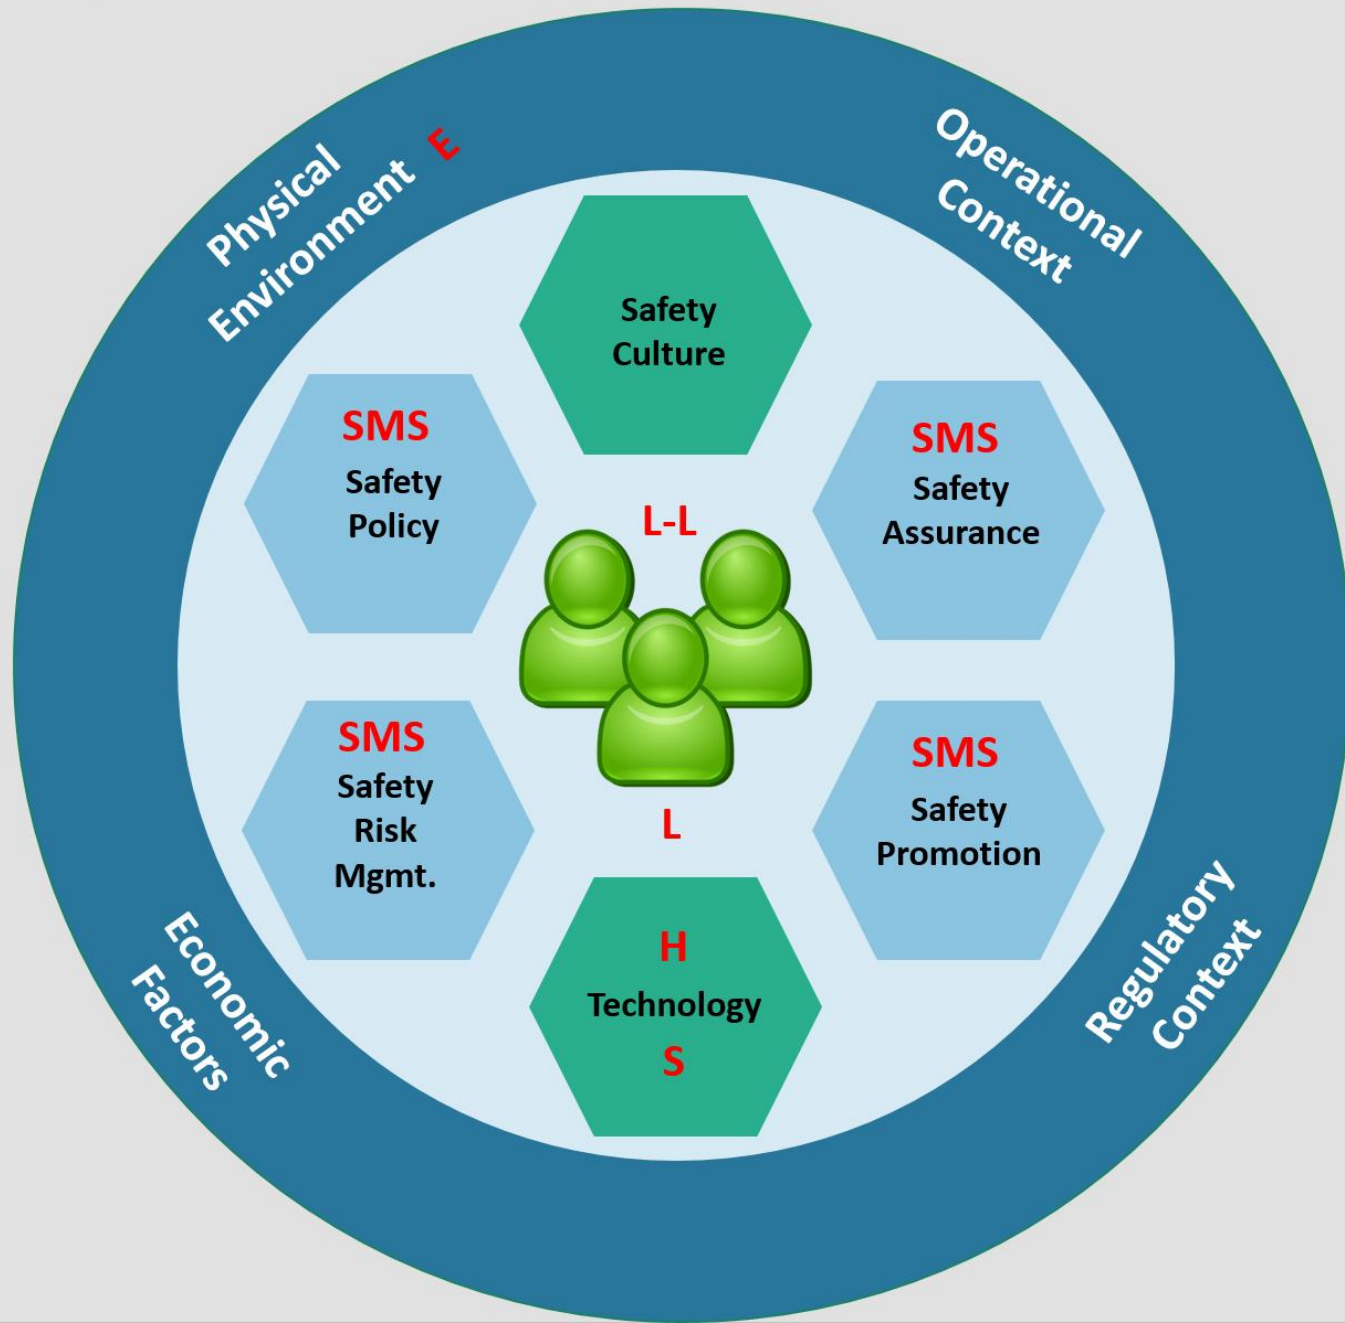 Physical
Environment E
Operational
Context
Safety
Culture
SMS
Safety
Policy
SMS
Safety
Assurance
L-L
SMS
Safety
Risk
Mgmt.
L
SMS
Safety
Promotion
H
Technology
S
Economic
Factors
Regulatory
Context